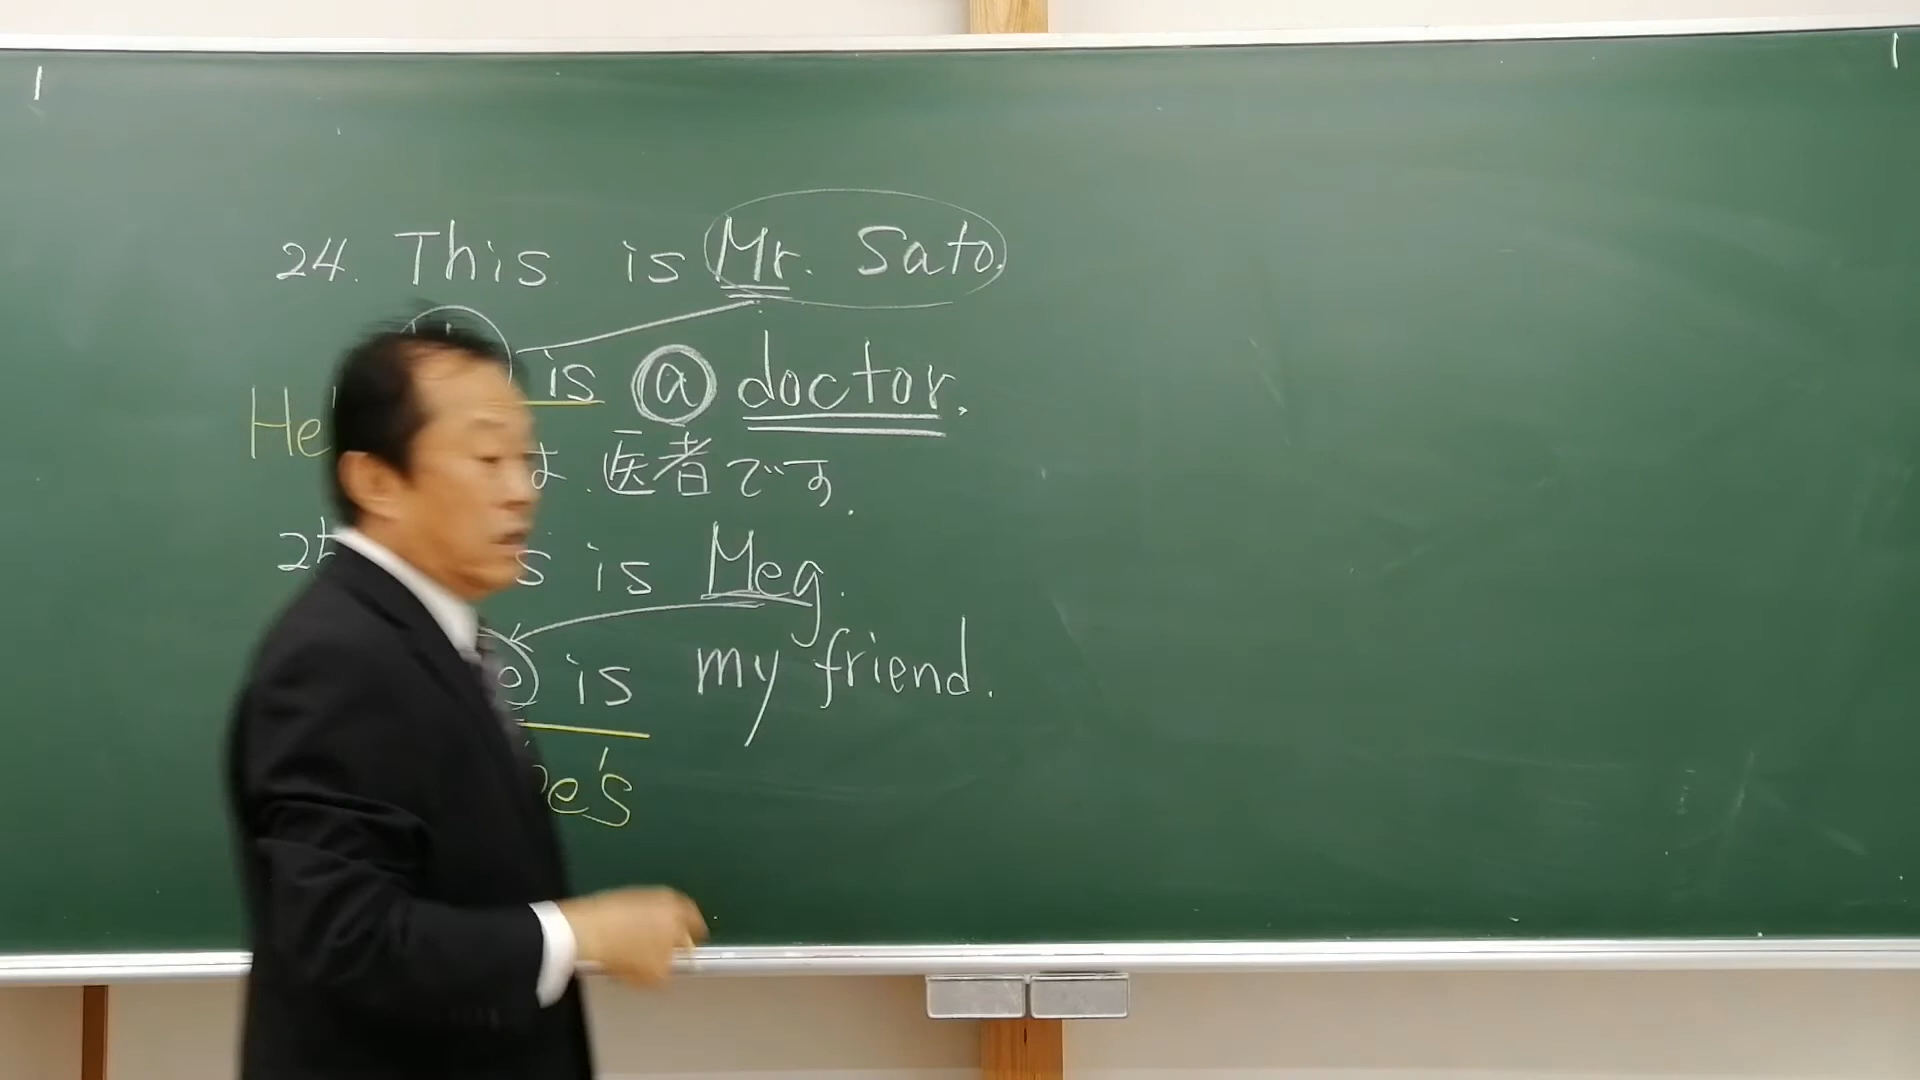 24. This is Mr. Sato.
is a doctor.
He'
は、医者です.
is Meg.
is my friend.
e's